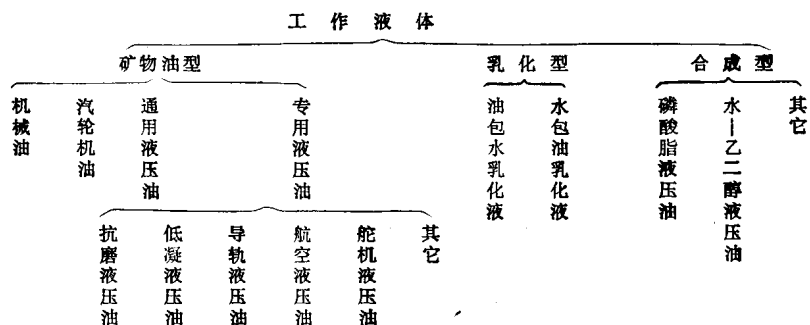 工作液体
矿物油型
乳化型
合成型
机械油
汽轮机油
通用液压油
专用液压油
油包水乳化液
水包油乳化液
磷酸脂液压油
水—乙二醇液压油
其它
抗磨液压油
低凝液压油
导轨液压油
航空液压油
舵机液压油
其它